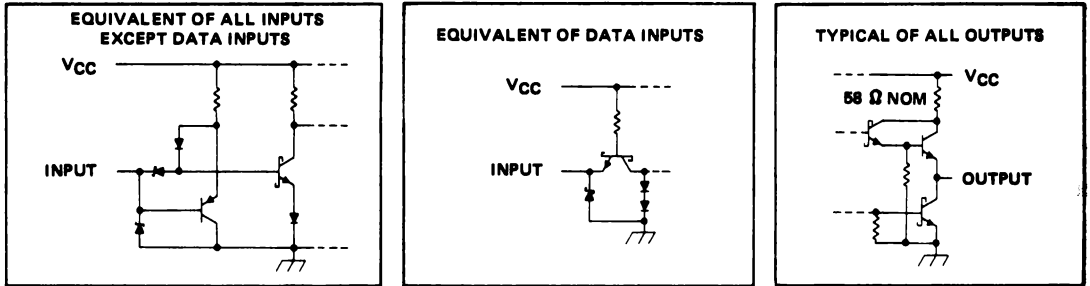 EQUIVALENT OF ALL INPUTS
EXCEPT DATA INPUTS
VCC
INPUT
EQUIVALENT OF DATA INPUTS
VCC
INPUT
TYPICAL OF ALL OUTPUTS
VCC
58 Ω NOM
OUTPUT